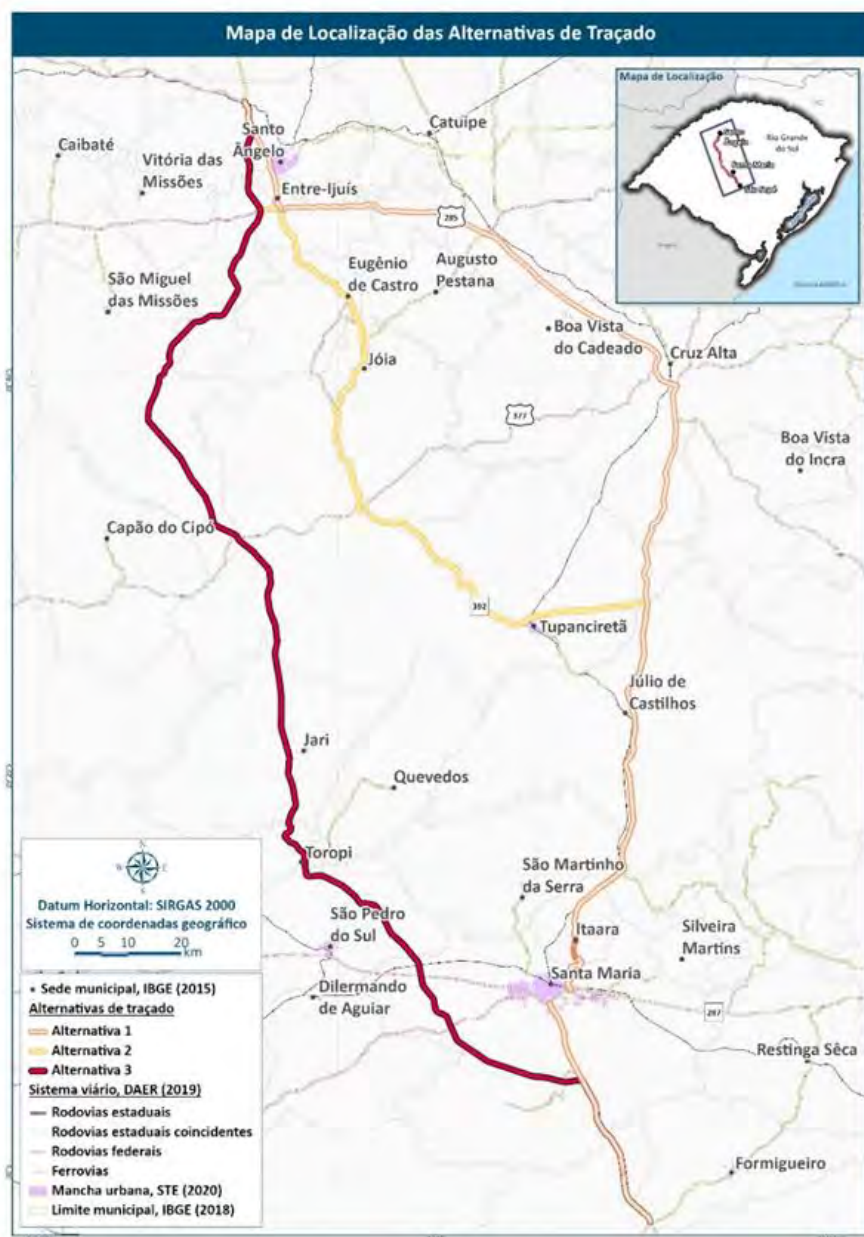 Mapa de Localização das Alternativas de Traçado
Mapa de Localização
Santo
Ângelo
Rio Grande
do Sul
Santa Maria
São Sepé
Santo
Ângelo
Catuípe
Caibaté
Vitória das
Missões
Entre-Ijuís
285
São Miguel
das Missões
Eugênio
de Castro
Augusto
Pestana
Boa Vista
do Cadeado
Cruz Alta
Jóia
377
Boa Vista
do Incra
Capão do Cipó
392
Tupanciretã
Júlio de
Castilhos
Jari
Quevedos
Toropi
São Martinho
da Serra
São Pedro
do Sul
Itaara
Silveira
Martins
Santa Maria
Dilermando
de Aguiar
287
Restinga Sêca
Formigueiro
N
W
E
S
Datum Horizontal: SIRGAS 2000
Sistema de coordenadas geográfico
0 5 10 20
km
Sede municipal, IBGE (2015)
Alternativas de traçado
Alternativa 1
Alternativa 2
Alternativa 3
Sistema viário, DAER (2019)
Rodovias estaduais
Rodovias estaduais coincidentes
Rodovias federais
Ferrovias
Mancha urbana, STE (2020)
Limite municipal, IBGE (2018)